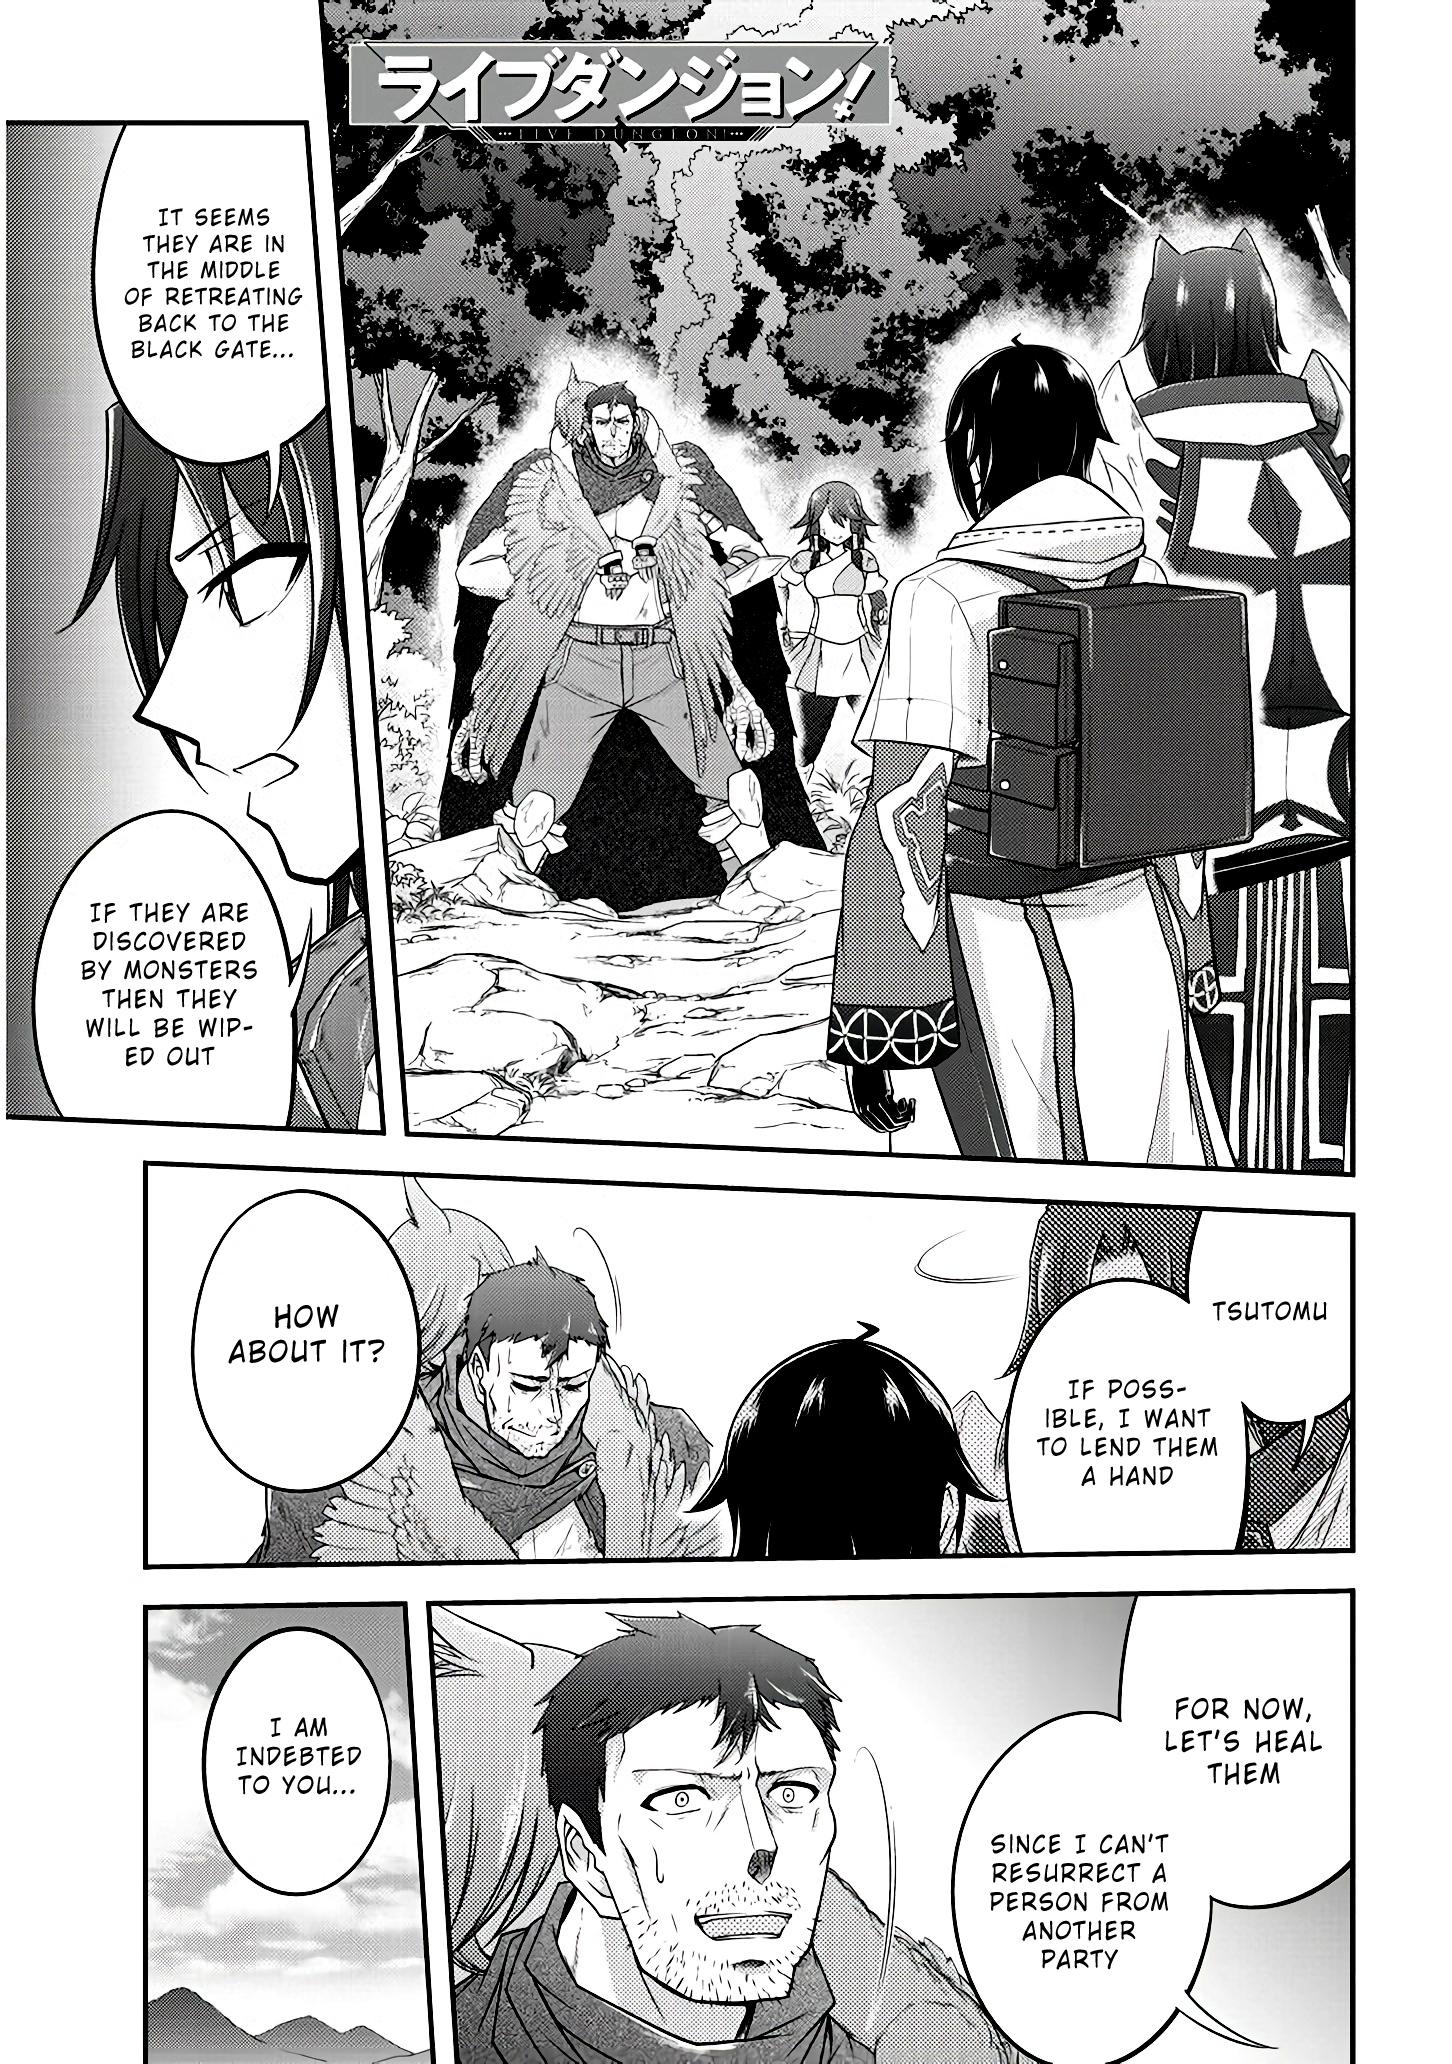 ライブダンジョン!
LIVE DUNGEON!
IT SEEMS
THEY ARE IN
THE MIDDLE
OF RETREATING
BACK TO THE
BLACK GATE...
IF THEY ARE
DISCOVERED
BY MONSTERS
THEN THEY
WILL BE WIP-
ED OUT
TSUTOMU
IF POSS-
IBLE, I WANT
TO LEND THEM
A HAND
HOW
ABOUT IT?
FOR NOW,
LET'S HEAL
THEM
SINCE I CAN'T
RESURRECT A
PERSON FROM
ANOTHER
PARTY
I AM
INDEBTED
TO YOU...